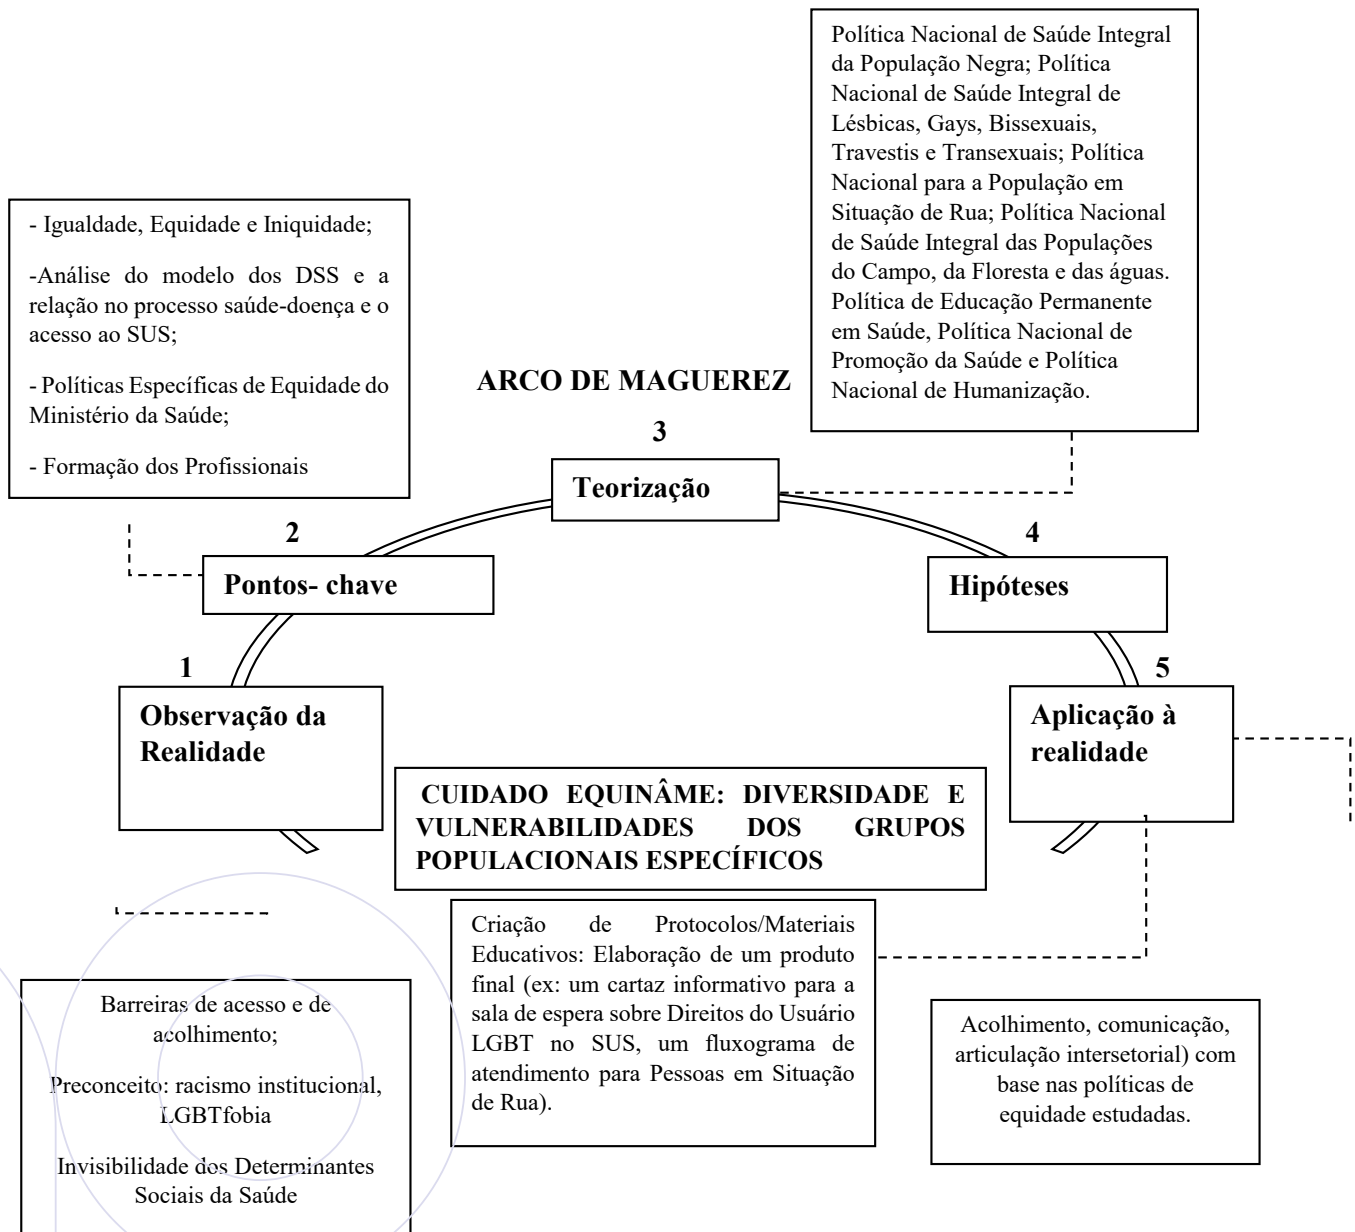 Política Nacional de Saúde Integral
da População Negra; Política
Nacional de Saúde Integral de
Lésbicas, Gays, Bissexuais,
Travestis e Transexuais; Política
Nacional para a População em
Situação de Rua; Política Nacional
de Saúde Integral das Populações
do Campo, da Floresta e das águas.
Política de Educação Permanente
em Saúde, Política Nacional de
Promoção da Saúde e Política
Nacional de Humanização.
- Igualdade, Equidade e Iniquidade;
-Análise do modelo dos DSS e a
relação no processo saúde-doença e o
acesso ao SUS;
- Políticas Específicas de Equidade do
Ministério da Saúde;
- Formação dos Profissionais
ARCO DE MAGUEREZ
3
Teorização
2
Pontos- chave
4
Hipóteses
1
Observação da
Realidade
5
Aplicação à
realidade
CUIDADO EQUINÂME: DIVERSIDADE E
VULNERABILIDADES DOS GRUPOS
POPULACIONAIS ESPECÍFICOS
Criação de Protocolos/Materiais
Educativos: Elaboração de um produto
final (ex: um cartaz informativo para a
sala de espera sobre Direitos do Usuário
LGBT no SUS, um fluxograma de
atendimento para Pessoas em Situação
de Rua).
Barreiras de acesso e de
acolhimento;
Preconceito: racismo institucional,
LGBTfobia
Invisibilidade dos Determinantes
Sociais da Saúde
Acolhimento, comunicação,
articulação intersetorial) com
base nas políticas de
equidade estudadas.